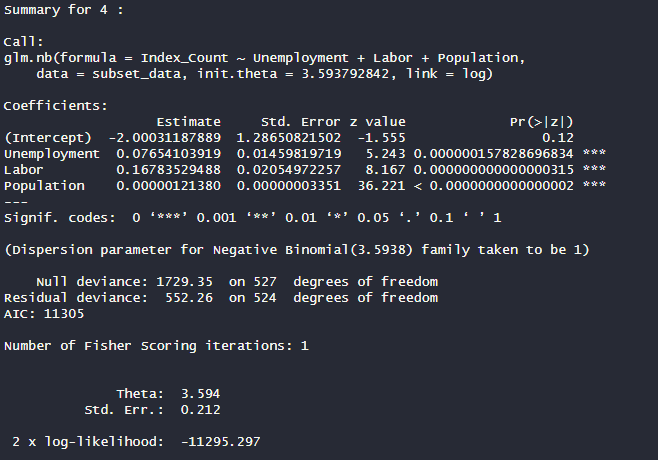 Summary for 4 :
Call:
glm.nb(formula = Index_Count ~ Unemployment + Labor + Population,
    data = subset_data, init.theta = 3.593792842, link = log)
Coefficients:
                    Estimate     Std. Error z value             Pr(>|z|)
(Intercept)  -2.00031187889  1.28650821502  -1.555                 0.12
Unemployment  0.07654103919  0.01459819719   5.243 0.000000157828696834 ***
Labor         0.16783529488  0.02054972257   8.167 0.000000000000000315 ***
Population    0.00000121380  0.00000003351  36.221 < 0.0000000000000002 ***
---
Signif. codes:  0 ‘***’ 0.001 ‘**’ 0.01 ‘*’ 0.05 ‘.’ 0.1 ‘ ’ 1
(Dispersion parameter for Negative Binomial(3.5938) family taken to be 1)
    Null deviance: 1729.35  on 527  degrees of freedom
Residual deviance:  552.26  on 524  degrees of freedom
AIC: 11305
Number of Fisher Scoring iterations: 1
              Theta:  3.594
          Std. Err.:  0.212
 2 x log-likelihood:  -11295.297